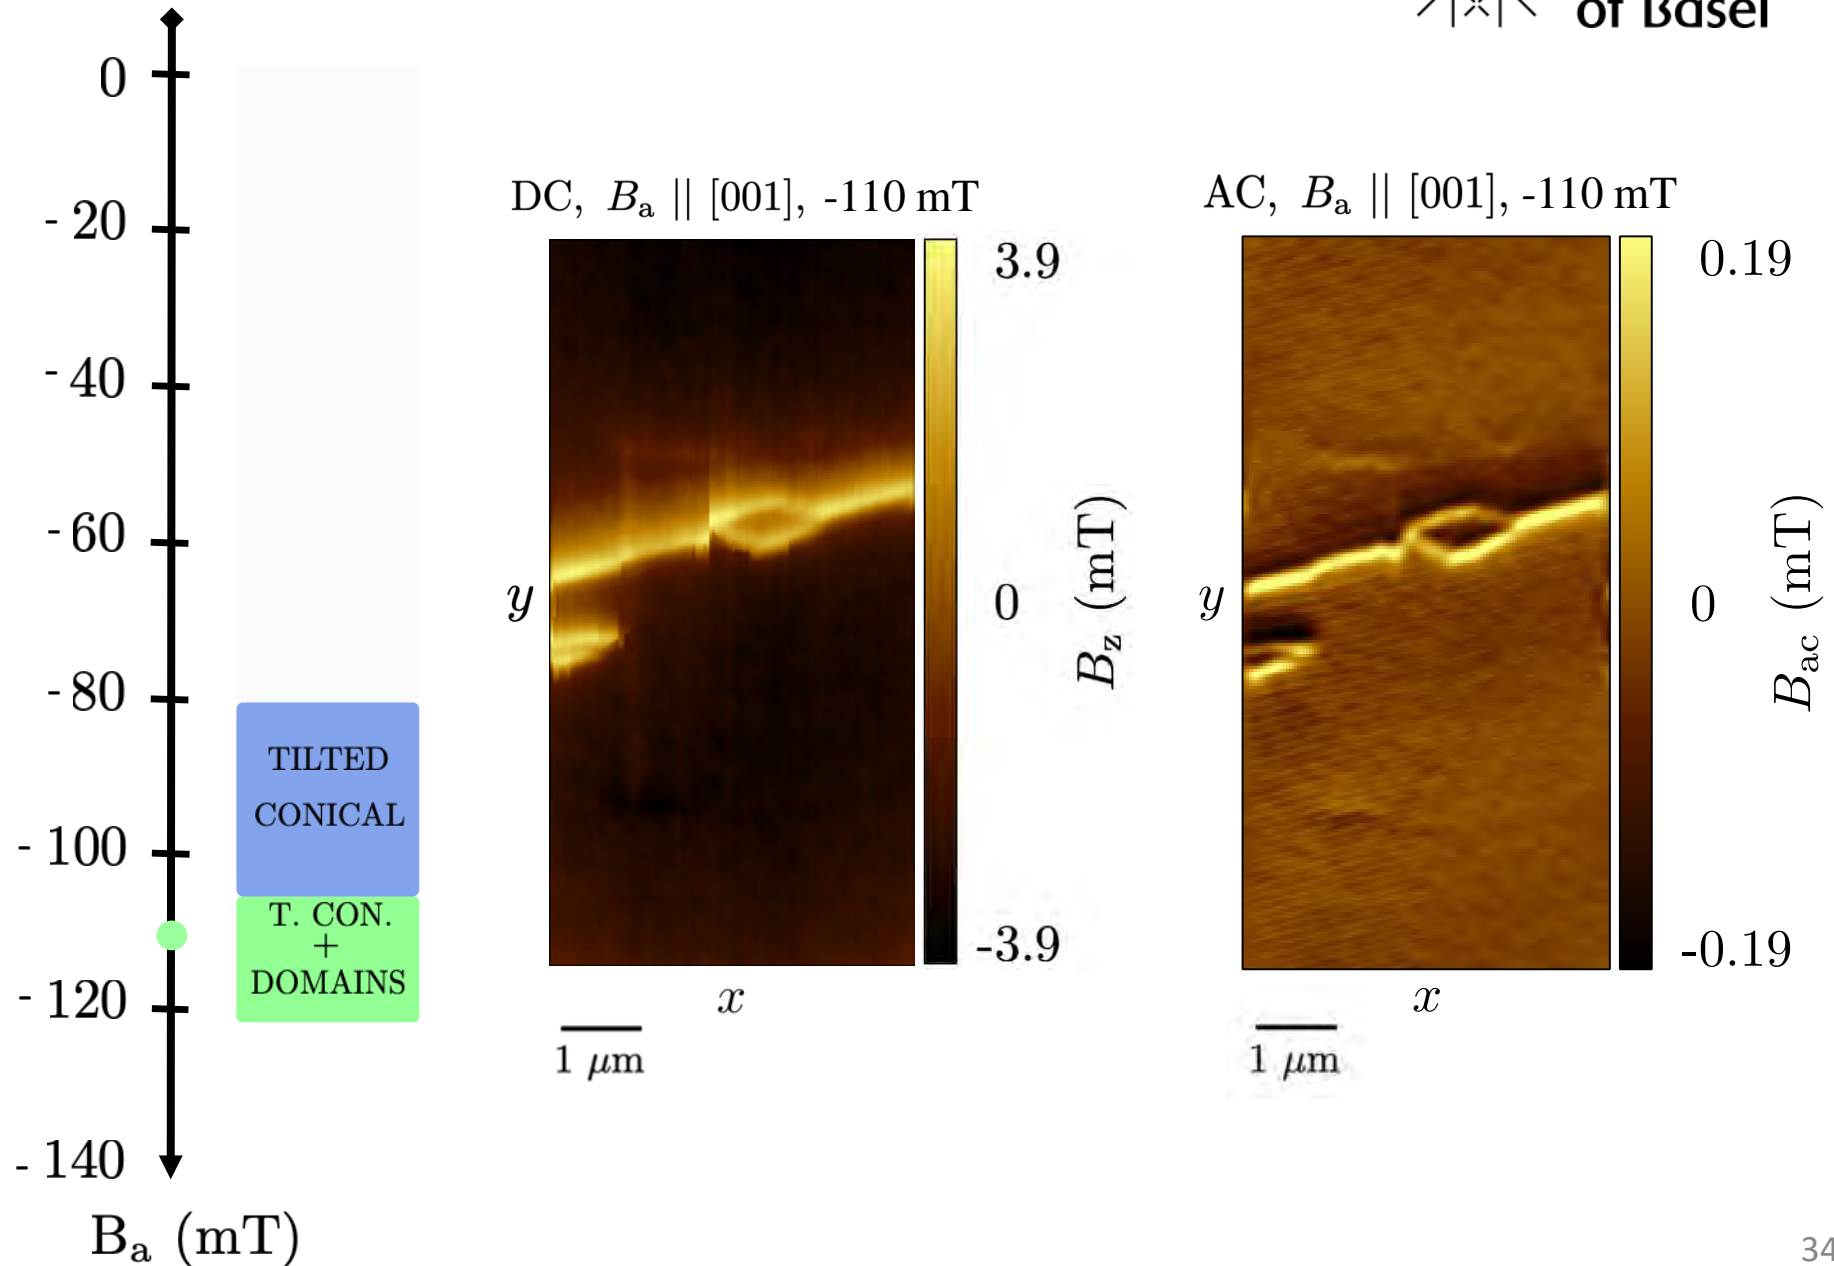 of Basel
0
- 20
- 40
- 60
- 80
- 100
- 120
- 140
Ba (mT)
TILTED
CONICAL
T. CON.
+
DOMAINS
DC, Ba || [001], -110 mT
3.9
0
-3.9
Bz (mT)
y
x
1 μm
AC, Ba || [001], -110 mT
0.19
0
-0.19
Bac (mT)
y
x
1 μm
34